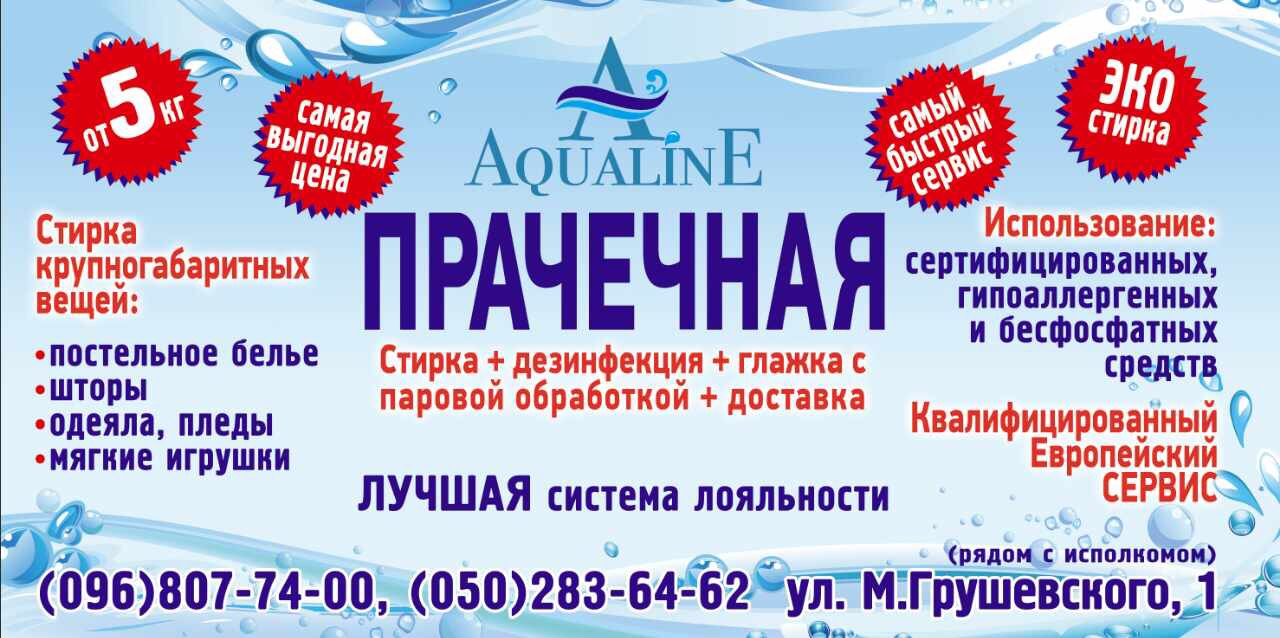 от 5 кг
самая
выгодная
цена
AQUALINE
самый
быстрый
сервис
ЭКО
стирка
ПРАЧЕЧНАЯ
Стирка + дезинфекция + глажка с
паровой обработкой + доставка
Стирка
крупногабаритных
вещей:
•постельное белье
•шторы
•одеяла, пледы
•мягкие игрушки
Использование:
сертифицированных,
гипоаллергенных
и бесфосфатных
средств
Квалифицированный
Европейский
СЕРВИС
ЛУЧШАЯ система лояльности
(рядом с исполкомом)
(096)807-74-00, (050)283-64-62 ул. М.Грушевского, 1